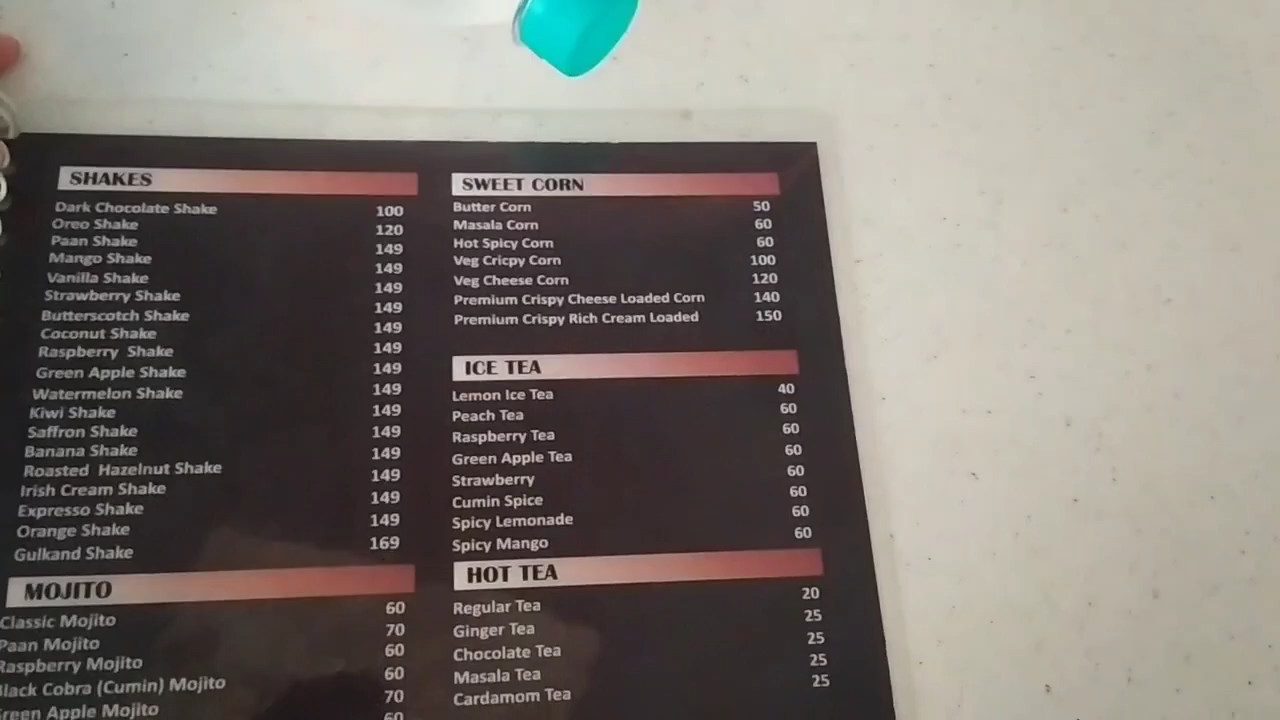 SHAKES
Dark Chocolate Shake
Oreo Shake
Paan Shake
Mango Shake
Vanilla Shake
Strawberry Shake
Butterscotch Shake
Coconut Shake
Raspberry Shake
Green Apple Shake
Watermelon Shake
Kiwi Shake
Saffron Shake
Banana Shake
Roasted Hazelnut Shake
Irish Cream Shake
Expresso Shake
Orange Shake
Gulkand Shake
100
120
149
149
149
149
149
149
149
149
149
149
149
149
149
149
169
MOJITO
Classic Mojito 60
Paan Mojito 70
Raspberry Mojito 60
Black Cobra (Cumin) Mojito 60
Green Apple Mojito 70
60
SWEET CORN
Butter Corn 50
Masala Corn 60
Hot Spicy Corn 60
Veg Cricpy Corn 100
Veg Cheese Corn 120
Premium Crispy Cheese Loaded Corn 140
Premium Crispy Rich Cream Loaded 150
ICE TEA
Lemon Ice Tea 40
Peach Tea 60
Raspberry Tea 60
Green Apple Tea 60
Strawberry 60
Cumin Spice 60
Spicy Lemonade 60
Spicy Mango 60
HOT TEA
Regular Tea 20
Ginger Tea 25
Chocolate Tea 25
Masala Tea 25
Cardamom Tea 25